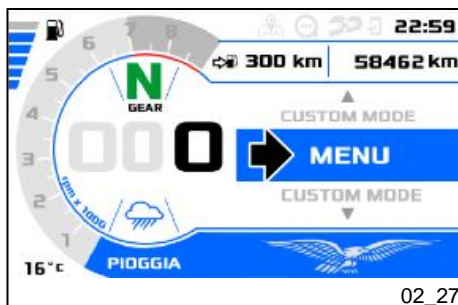 22:59
300 km
58462 km
8
7
6
5
4
3
2
1
rpm x 1000
N
GEAR
0
CUSTOM MODE
MENU
CUSTOM MODE
16°C
PIOGGIA
02_27